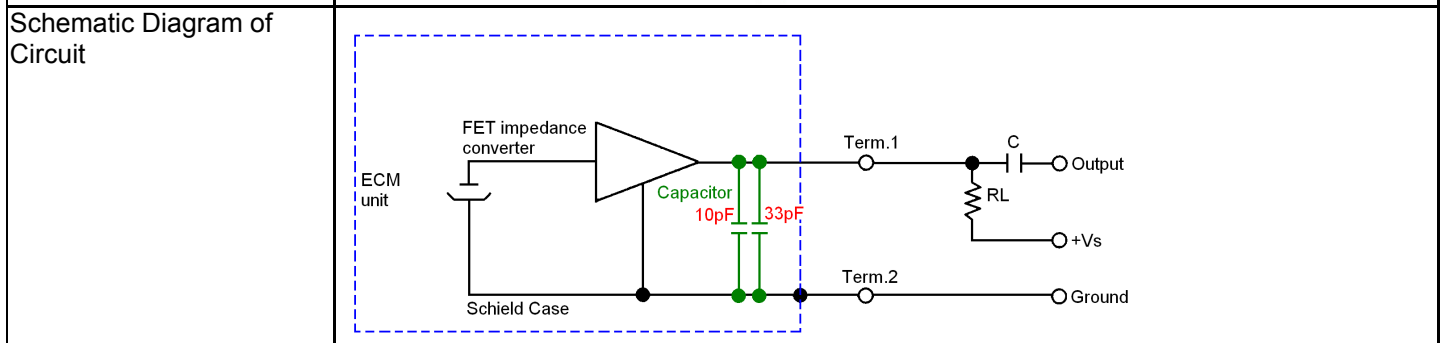 Schematic Diagram of
Circuit
FET impedance
converter
ECM
unit
Capacitor
10pF
33pF
Schield Case
Term.1
C
Output
RL
+Vs
Term.2
Ground